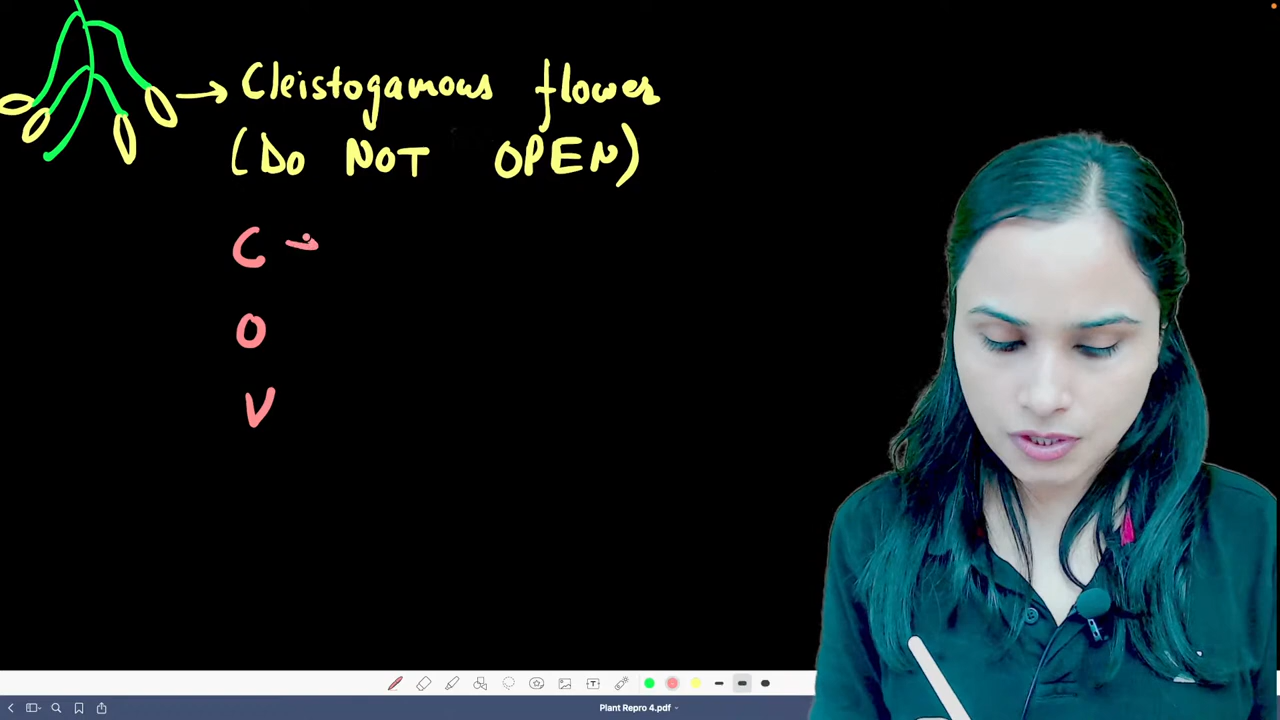 → Cleistogamous flower
(DO NOT OPEN)
C →
O
V
Plant Repro 4.pdf